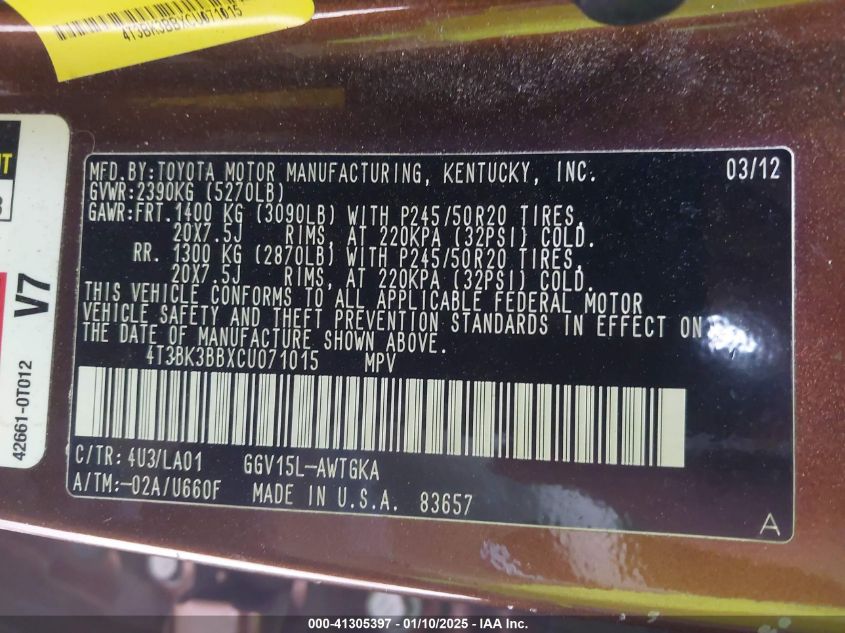 4T3BK3BBXCU071015
NT
3
V7
42661-0T012
MFD.BY:TOYOTA MOTOR MANUFACTURING, KENTUCKY, INC. 03/12
GVWR:2390KG (5270LB)
GAWR:FRT.1400 KG (3090LB) WITH P245/50R20 TIRES,
20X7.5J RIMS, AT 220KPA (32PSI) COLD.
RR. 1300 KG (2870LB) WITH P245/50R20 TIRES,
20X7.5J RIMS, AT 220KPA (32PSI) COLD.
THIS VEHICLE CONFORMS TO ALL APPLICABLE FEDERAL MOTOR
VEHICLE SAFETY AND THEFT PREVENTION STANDARDS IN EFFECT ON
THE DATE OF MANUFACTURE SHOWN ABOVE.
4T3BK3BBXCU071015 MPV
C/TR: 4U3/LA01 GGV15L-AWTGKA
A/TM:-02A/U660F MADE IN U.S.A. 83657
A
000-41305397 - 01/10/2025 - IAA Inc.